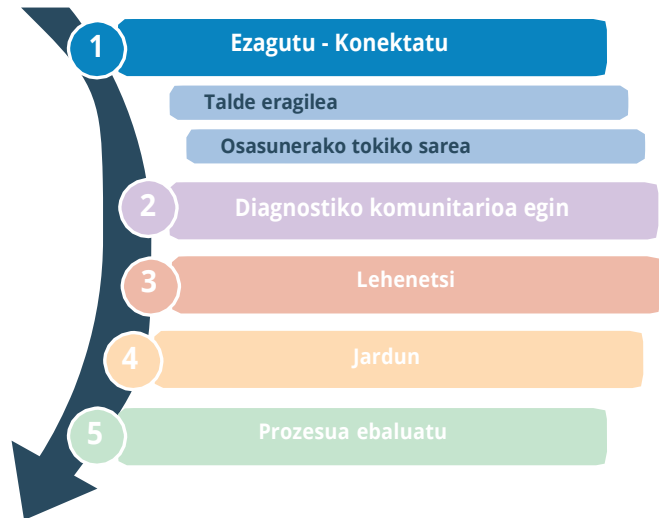 1
Ezagutu - Konektatu
Talde eragilea
Osasunerako tokiko sarea
2
Diagnostiko komunitarioa egin
3
Lehenetsi
4
Jardun
5
Prozesua ebaluatu